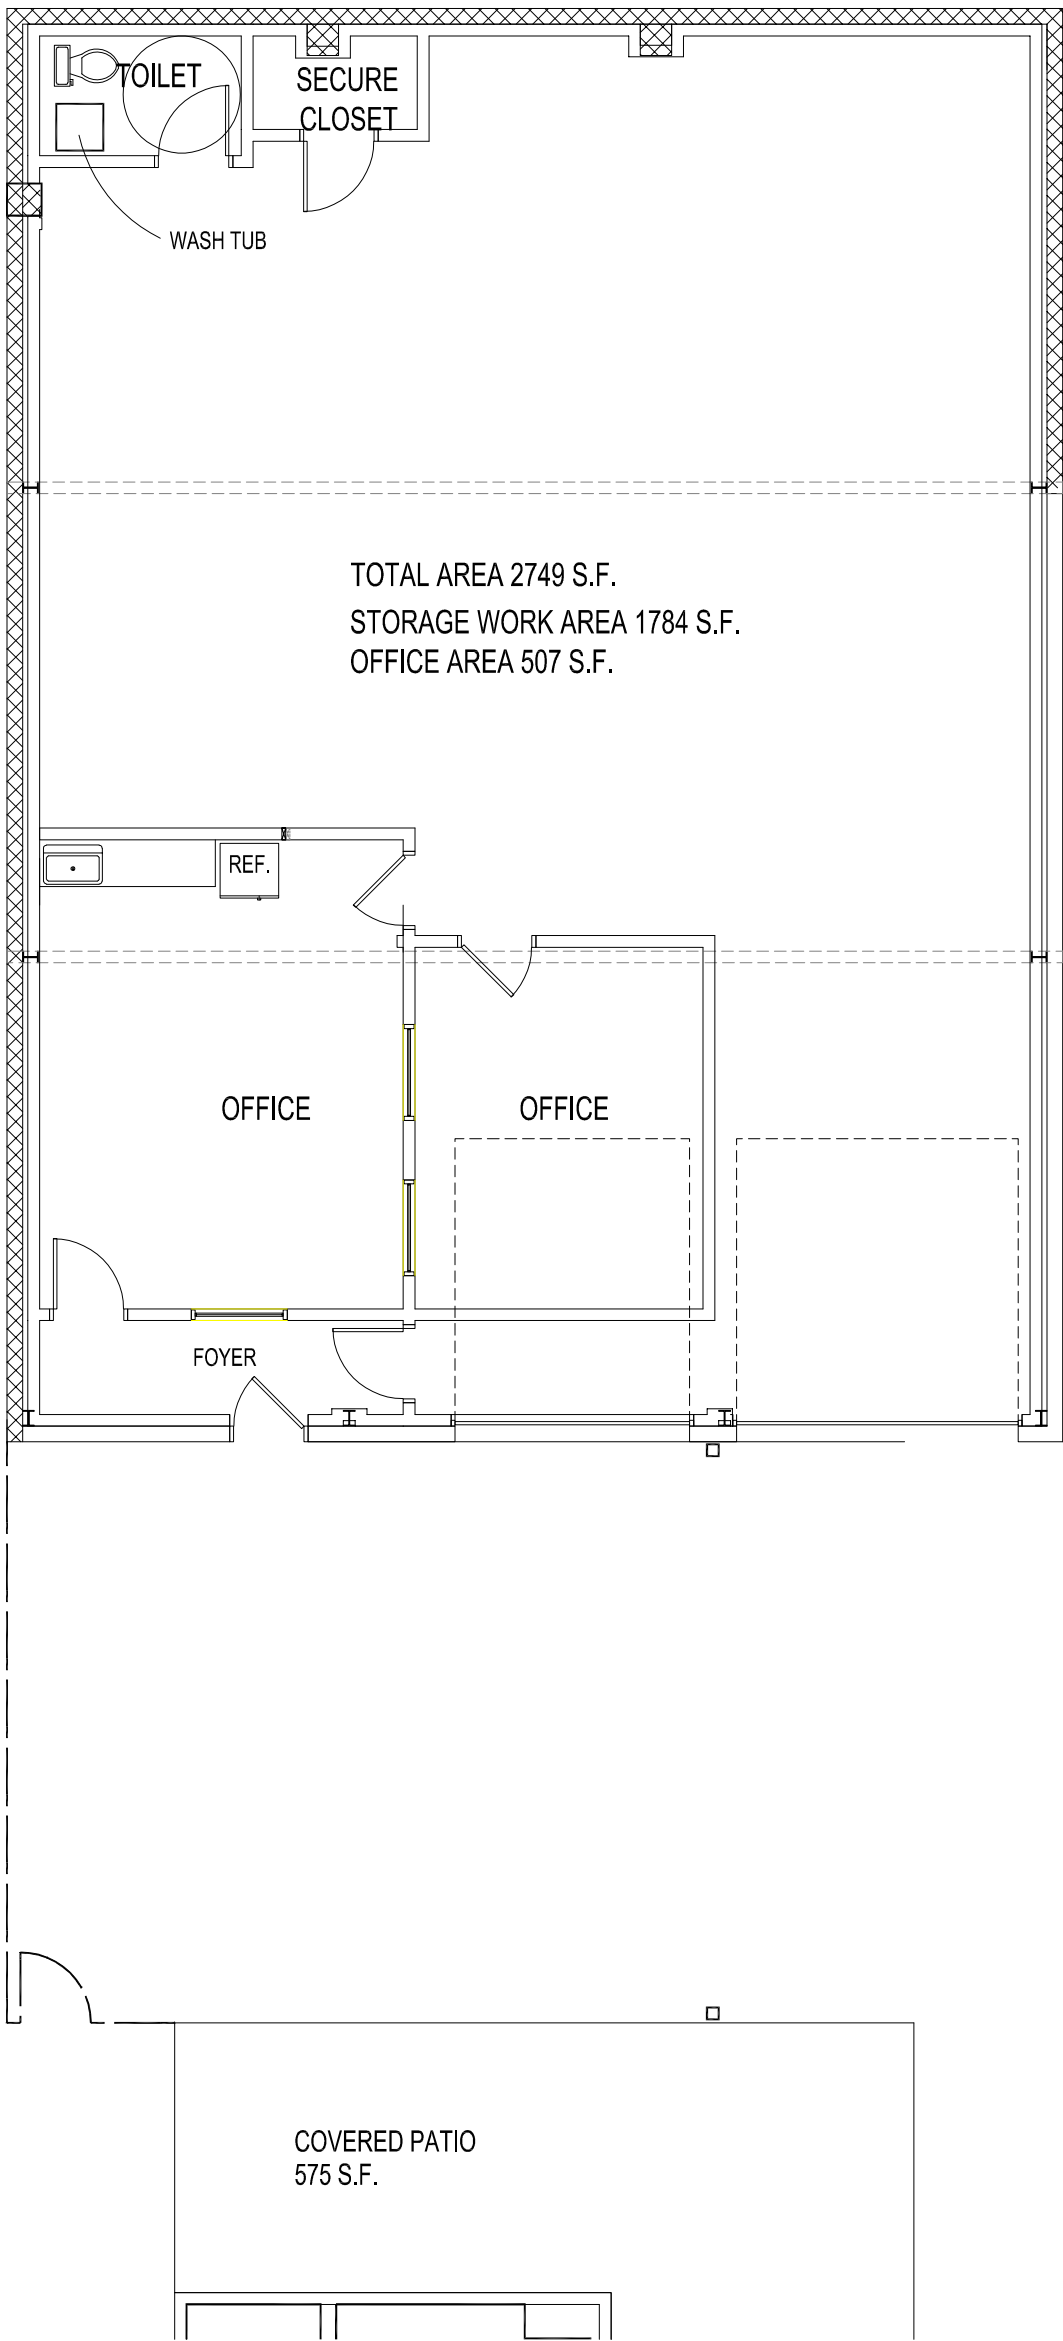 TOILET
SECURE
CLOSET
WASH TUB
TOTAL AREA 2749 S.F.
STORAGE WORK AREA 1784 S.F.
OFFICE AREA 507 S.F.
REF.
OFFICE
OFFICE
FOYER
COVERED PATIO
575 S.F.